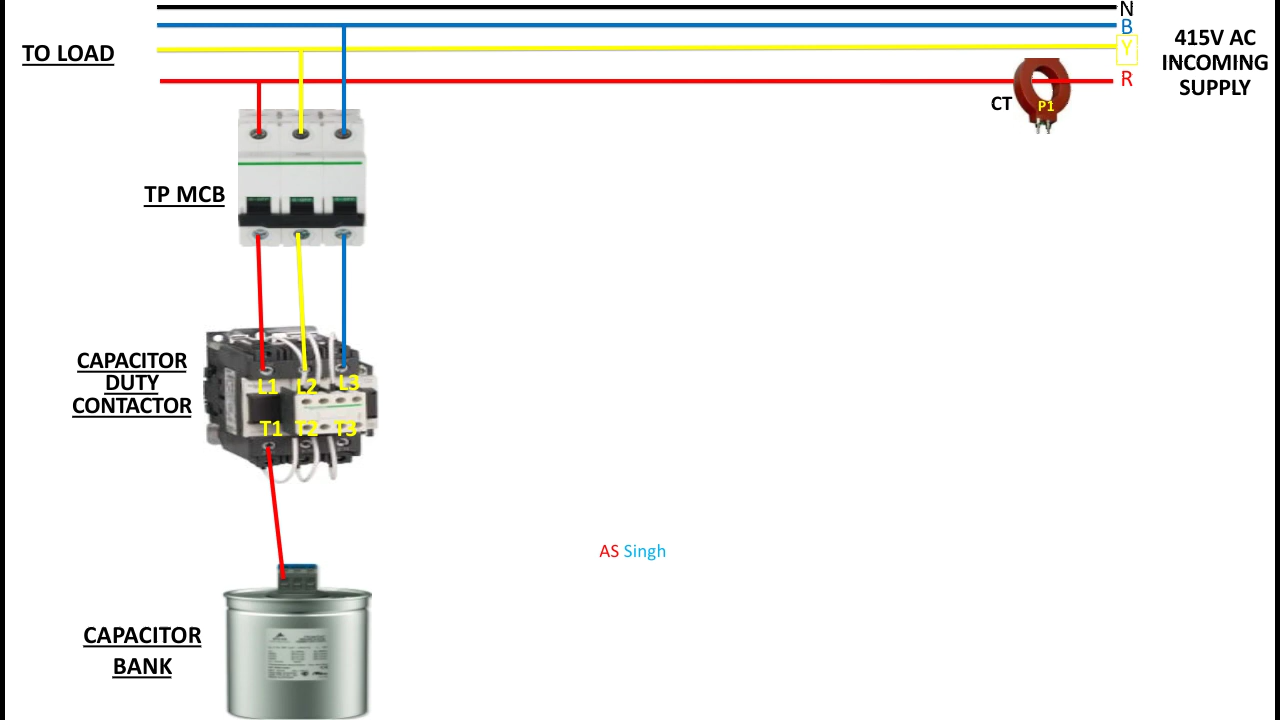 N
B
TO LOAD
Y
415V AC
INCOMING
SUPPLY
R
CT
P1
TP MCB
CAPACITOR
DUTY
CONTACTOR
L1 L2 L3
T1 T2 T3
AS Singh
CAPACITOR
BANK